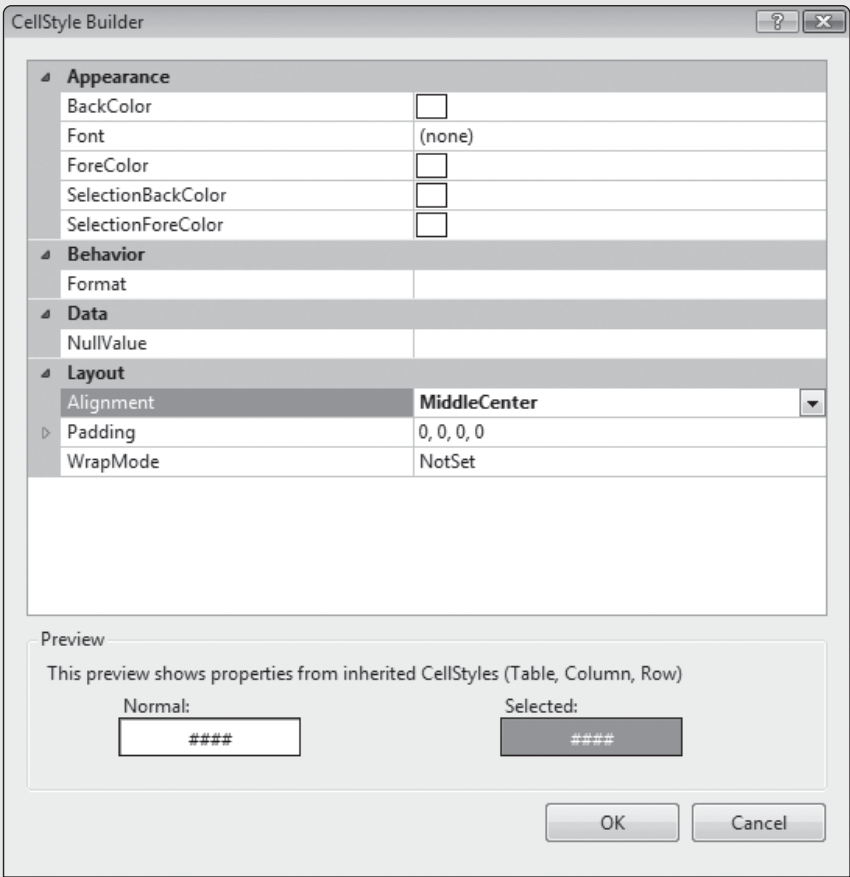 CellStyle Builder
Appearance
BackColor
Font (none)
ForeColor
SelectionBackColor
SelectionForeColor
Behavior
Format
Data
NullValue
Layout
Alignment MiddleCenter
Padding 0, 0, 0, 0
WrapMode NotSet
Preview
This preview shows properties from inherited CellStyles (Table, Column, Row)
Normal: Selected:
#### ####
OK Cancel